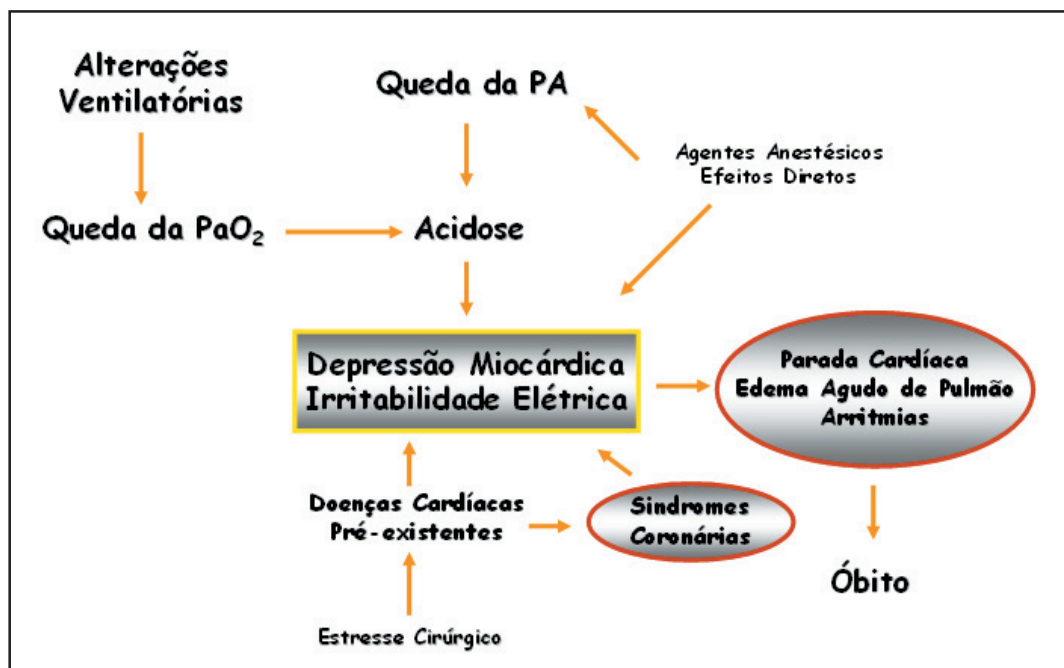 Alterações
Ventilatórias
Queda da PA
Agentes Anestésicos
Efeitos Diretos
Queda da PaO₂
Acidose
Depressão Miocárdica
Irritabilidade Elétrica
Parada Cardíaca
Edema Agudo de Pulmão
Arritmias
Doenças Cardíacas
Pré-existentes
Síndromes
Coronárias
Óbito
Estresse Cirúrgico